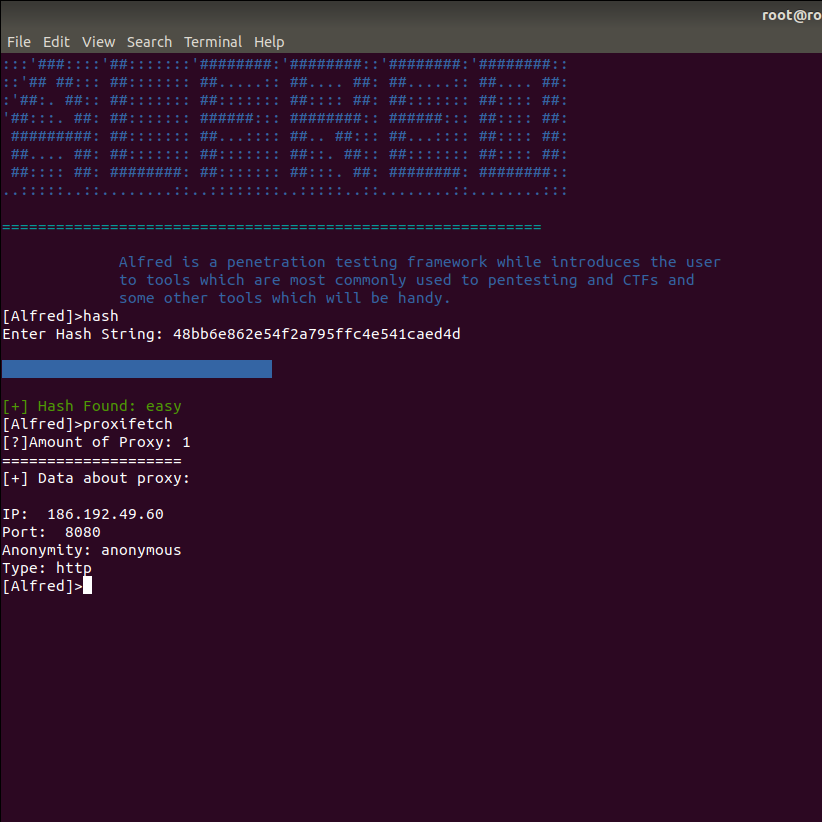 root@ro
File Edit View Search Terminal Help
:::'###::::'##:::::::'########:'########::'########:'########::
::'## ##::: ##::::::: ##.....:: ##.... ##: ##.....:: ##.... ##:
:'##:. ##:: ##::::::: ##::::::: ##:::: ##: ##::::::: ##:::: ##:
'##:::. ##: ##::::::: ######::: ########:: ######::: ##:::: ##:
 #########: ##::::::: ##...:::: ##.. ##::: ##...:::: ##:::: ##:
 ##.... ##: ##::::::: ##::::::: ##::. ##:: ##::::::: ##:::: ##:
 ##:::: ##: ########: ##::::::: ##:::. ##: ########: ########::
..:::::..::........::..::::::::..:::::..::........::........:::
============================================================
Alfred is a penetration testing framework while introduces the user
to tools which are most commonly used to pentesting and CTFs and
some other tools which will be handy.
[Alfred]>hash
Enter Hash String: 48bb6e862e54f2a795ffc4e541caed4d
[+] Hash Found: easy
[Alfred]>proxifetch
[?]Amount of Proxy: 1
====================
[+] Data about proxy:
IP:  186.192.49.60
Port:  8080
Anonymity: anonymous
Type: http
[Alfred]>